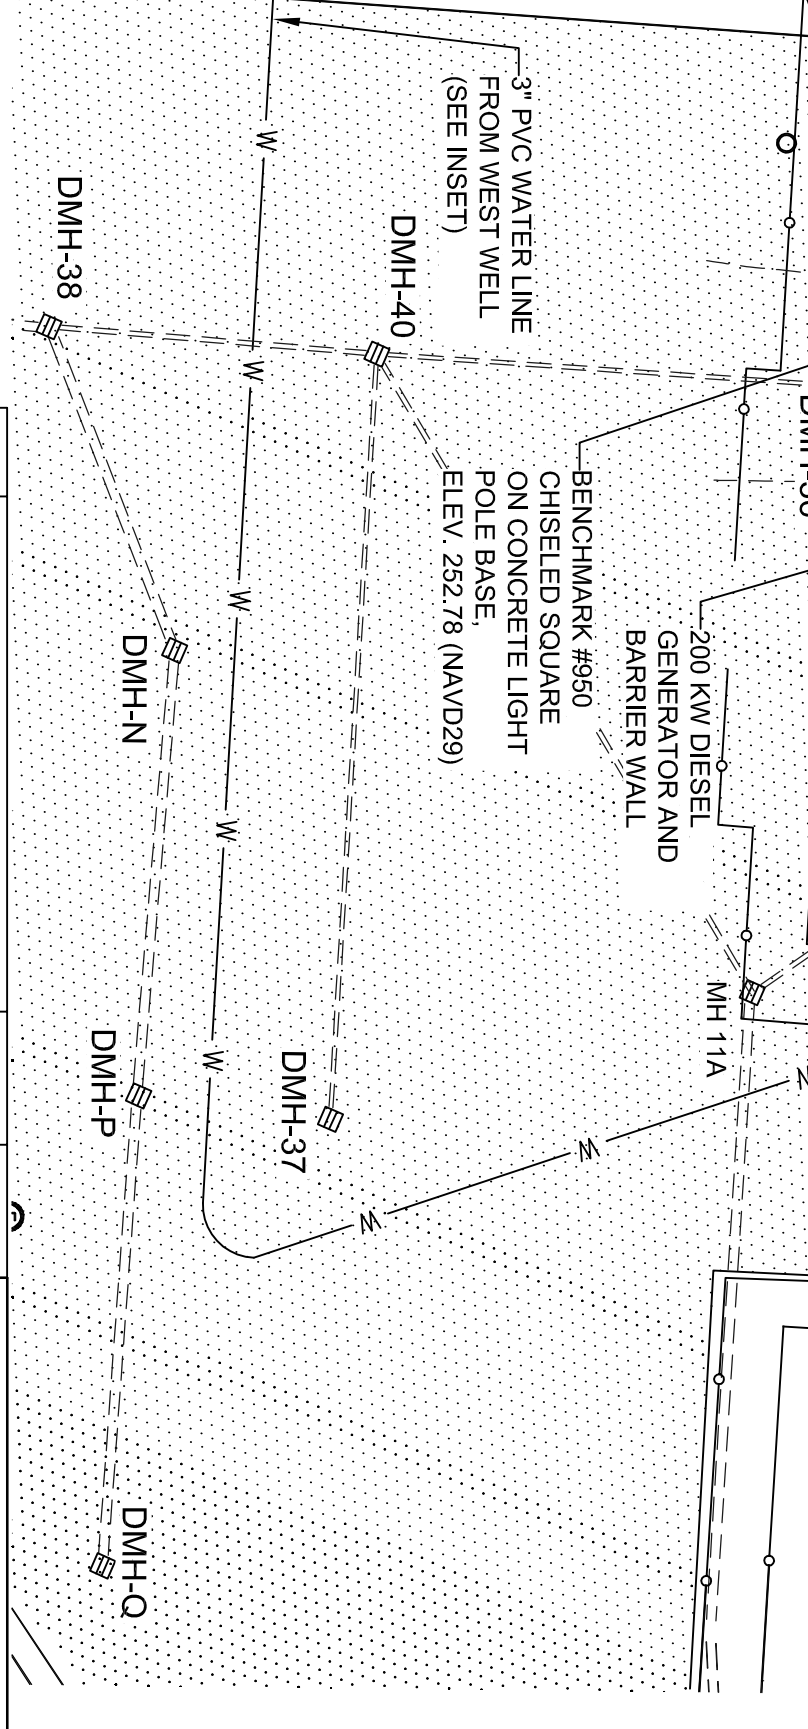 3" PVC WATER LINE
FROM WEST WELL
(SEE INSET)
DMH-40
DMH-38
BENCHMARK #950
CHISELED SQUARE
ON CONCRETE LIGHT
POLE BASE,
ELEV. 252.78 (NAVD29)
200 KW DIESEL
GENERATOR AND
BARRIER WALL
DMH-N
MH 11A
DMH-37
DMH-P
DMH-Q
W
W
W
W
W
W
W
W